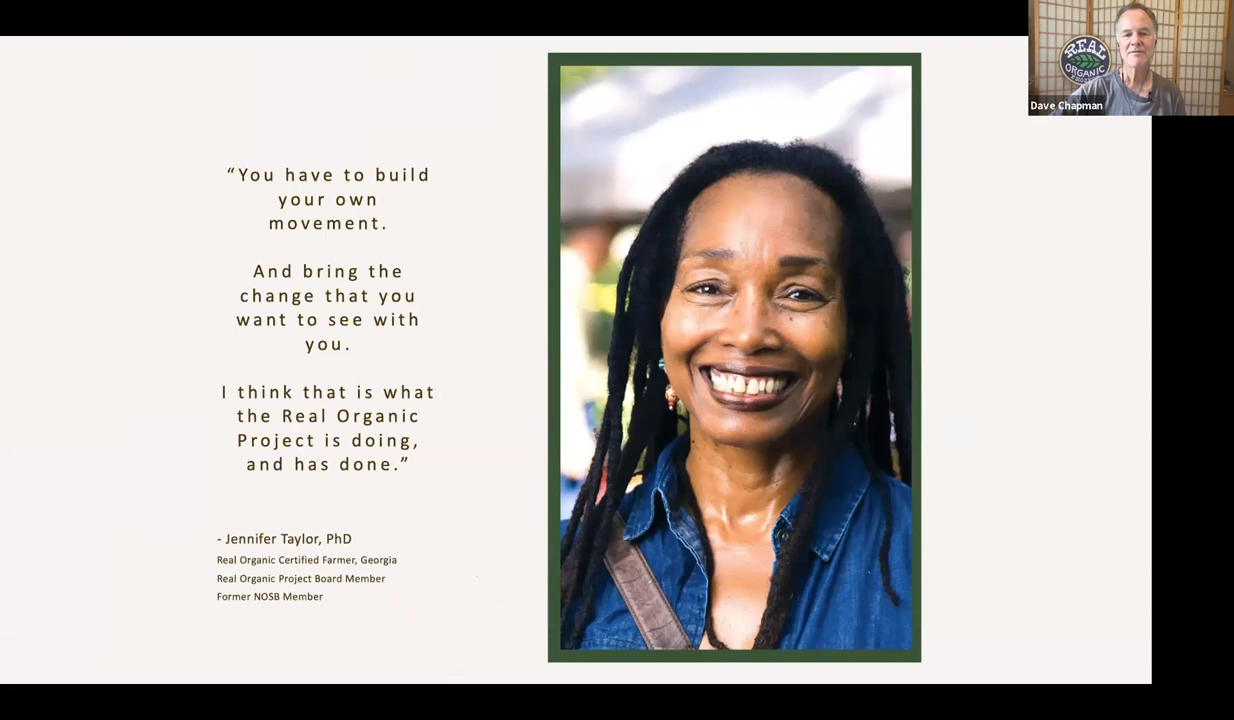 “You have to build
your own
movement.
And bring the
change that you
want to see with
you.
I think that is what
the Real Organic
Project is doing,
and has done.”
- Jennifer Taylor, PhD
Real Organic Certified Farmer, Georgia
Real Organic Project Board Member
Former NOSB Member
REAL
ORGANIC
Dave Chapman